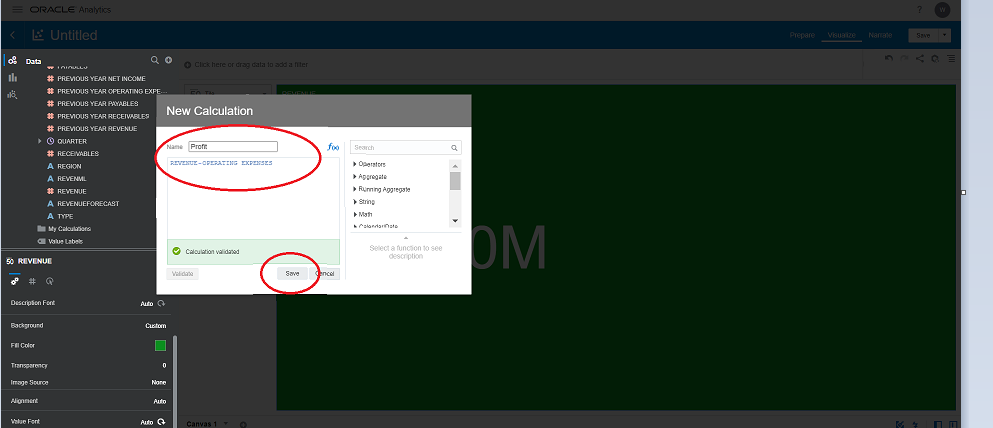 ORACLE Analytics
?
Untitled
Prepare Visualize Narrate Save
Data
Click here or drag data to add a filter
PAYABLES
PREVIOUS YEAR NET INCOME
PREVIOUS YEAR OPERATING EXPE...
PREVIOUS YEAR PAYABLES
PREVIOUS YEAR RECEIVABLES
PREVIOUS YEAR REVENUE
QUARTER
RECEIVABLES
A REGION
A REVENML
REVENUE
A REVENUEFORECAST
A TYPE
My Calculations
Value Labels
REVENUE
Description Font Auto
Background Custom
Fill Color
Transparency 0
Image Source None
Alignment Auto
Value Font Auto
Tile
REVENUE
New Calculation
Name Profit
REVENUE-OPERATING EXPENSES
Calculation validated
Validate Save Cancel
Search
Operators
Aggregate
Running Aggregate
String
Math
Calendar/Date
Select a function to see
description
0M
Canvas 1